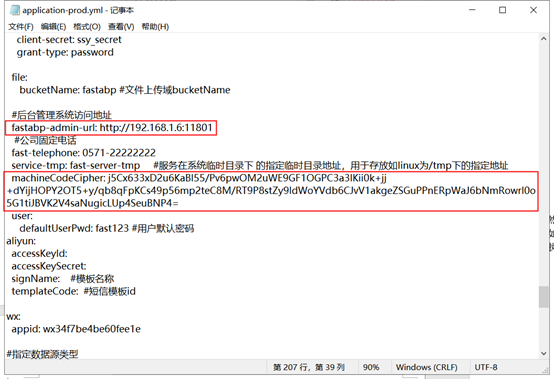 application-prod.yml - 记事本
文件(F) 编辑(E) 格式(O) 查看(V) 帮助(H)
client-secret: ssy_secret
grant-type: password
file:
bucketName: fastabp #文件上传域bucketName
#后台管理系统访问地址
fastabp-admin-url: http://192.168.1.6:11801
#公司固定电话
fast-telephone: 0571-22222222
service-tmp: fast-server-tmp #服务在系统临时目录下 的指定临时目录地址，用于存放如linux为/tmp下的指定地址
machineCodeCipher: j5Cx633xD2u6KaBl55/Pv6pwOM2uWE9GF1OGPC3a3IKii0k+jj
+dYijHOPY2OT5+y/qb8qFpKCs49p56mp2teC8M/RT9P8stZy9IdWoYVdb6CJvV1akgeZSGuPPnERpWaJ6bNmRowrl0o
5G1tiJBVK2V4saNugicLUp4SeuBNP4=
user:
defaultUserPwd: fast123 #用户默认密码
aliyun:
accessKeyId:
accessKeySecret:
signName: #模板名称
templateCode: #短信模板id
wx:
appid: wx34f7be4be60fee1e
#指定数据源类型
第 207 行，第 39 列 90% Windows (CRLF) UTF-8